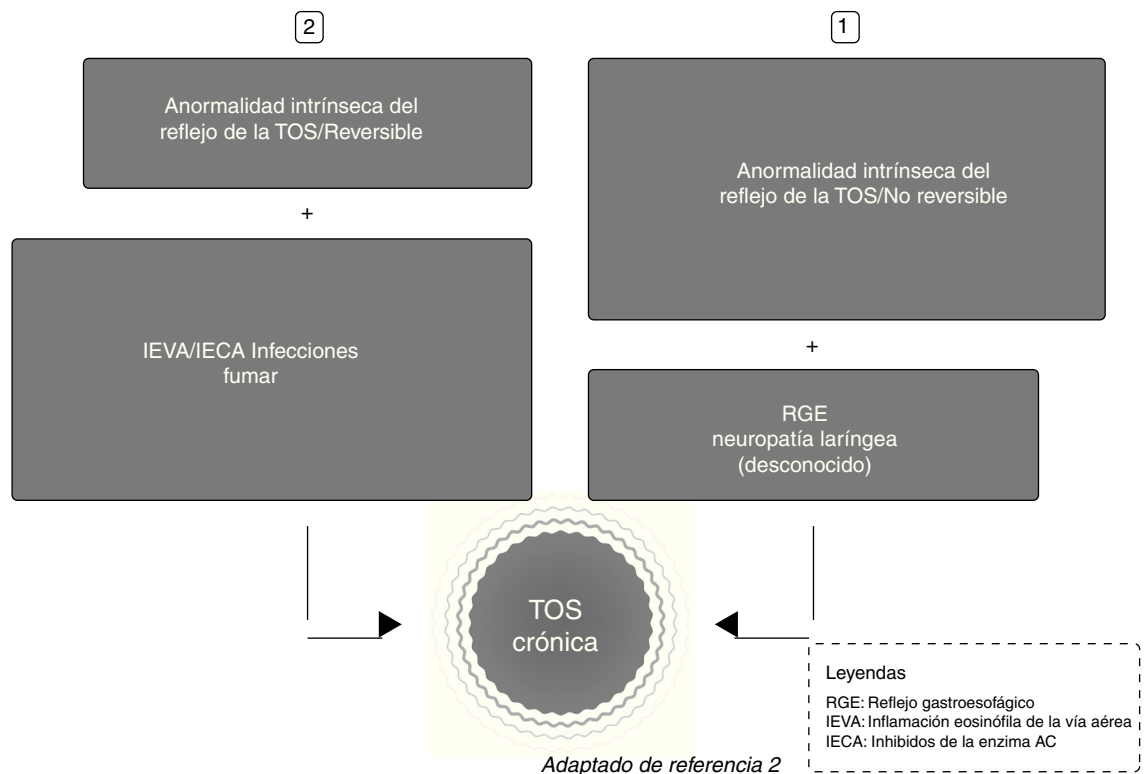 2
Anormalidad intrínseca del
reflejo de la TOS/Reversible
+
IEVA/IECA Infecciones
fumar
1
Anormalidad intrínseca del
reflejo de la TOS/No reversible
+
RGE
neuropatía laríngea
(desconocido)
TOS
crónica
Leyendas
RGE: Reflejo gastroesofágico
IEVA: Inflamación eosinófila de la vía aérea
IECA: Inhibidos de la enzima AC
Adaptado de referencia 2